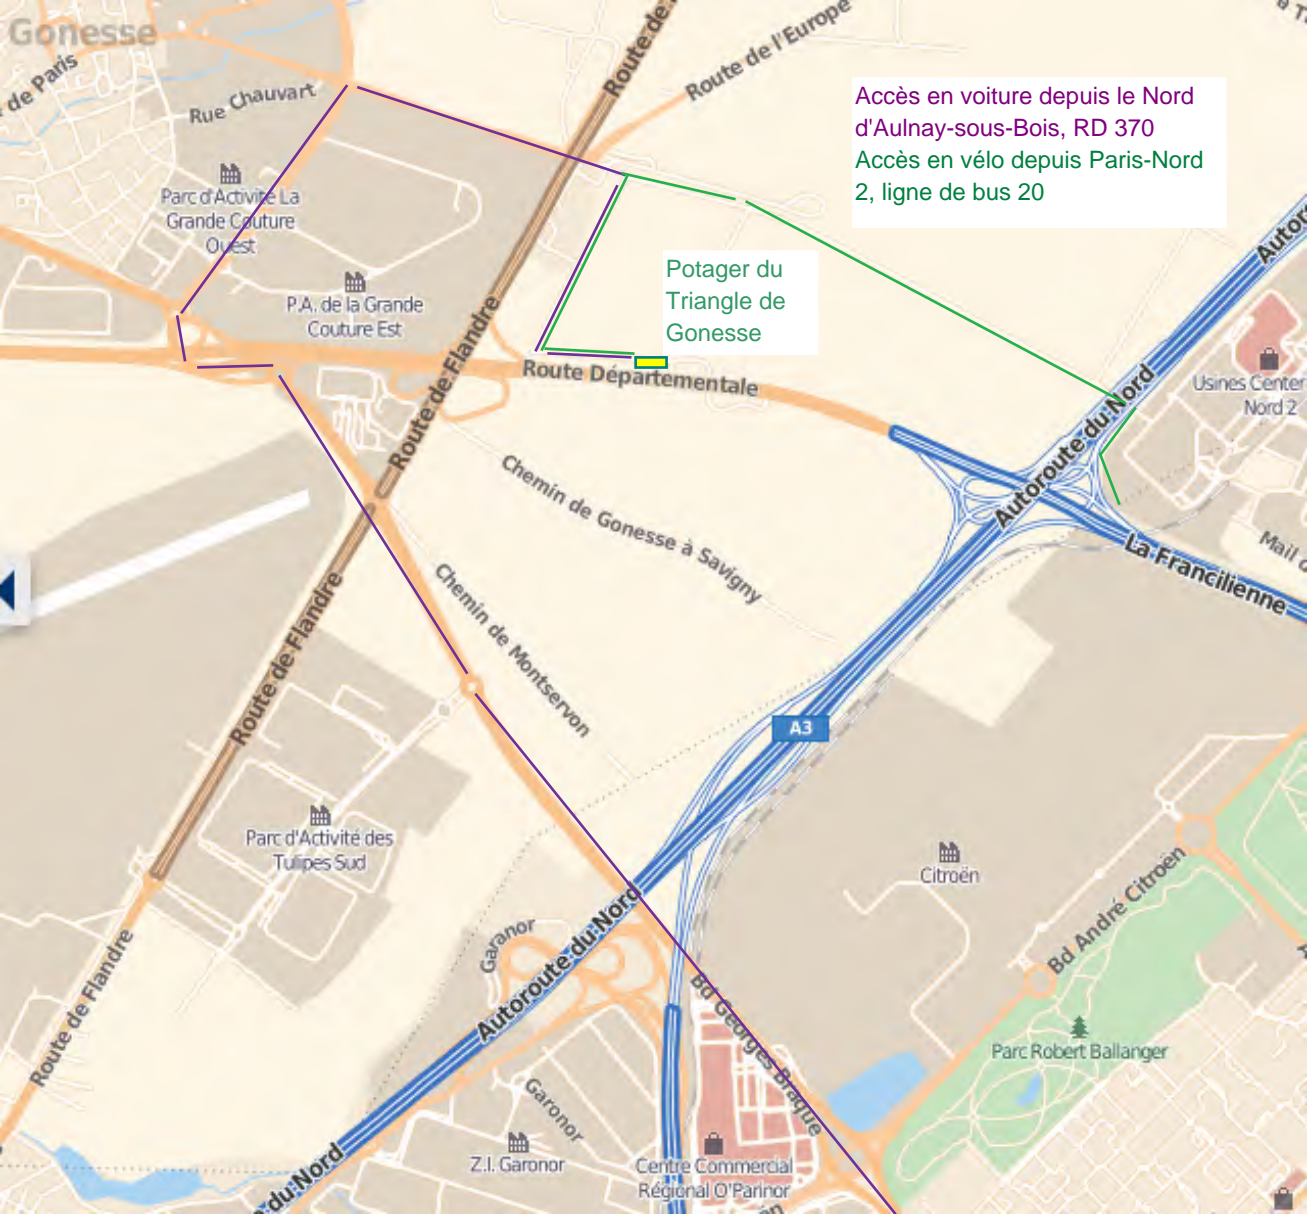 Gonesse
de Paris
Rue Chauvart
Route de
Route de l'Europe
Accès en voiture depuis le Nord
d'Aulnay-sous-Bois, RD 370
Accès en vélo depuis Paris-Nord
2, ligne de bus 20
Parc d'Activité La
Grande Couture
Ouest
P.A. de la Grande
Couture Est
Potager du
Triangle de
Gonesse
Route de Flandre
Route Départementale
Autoroute du Nord
Usines Center
Nord 2
Chemin de Gonesse à Savigny
La Francilienne
Mail
Chemin de Montservon
Route de Flandre
A3
Parc d'Activité des
Tulipes Sud
Citroën
Bd André Citroën
Garanor
Autoroute du Nord
Route de Flandre
Bd Georges Braque
Parc Robert Ballanger
Garonor
Z.I. Garonor
Centre Commercial
Régional O'Parinor
du Nord